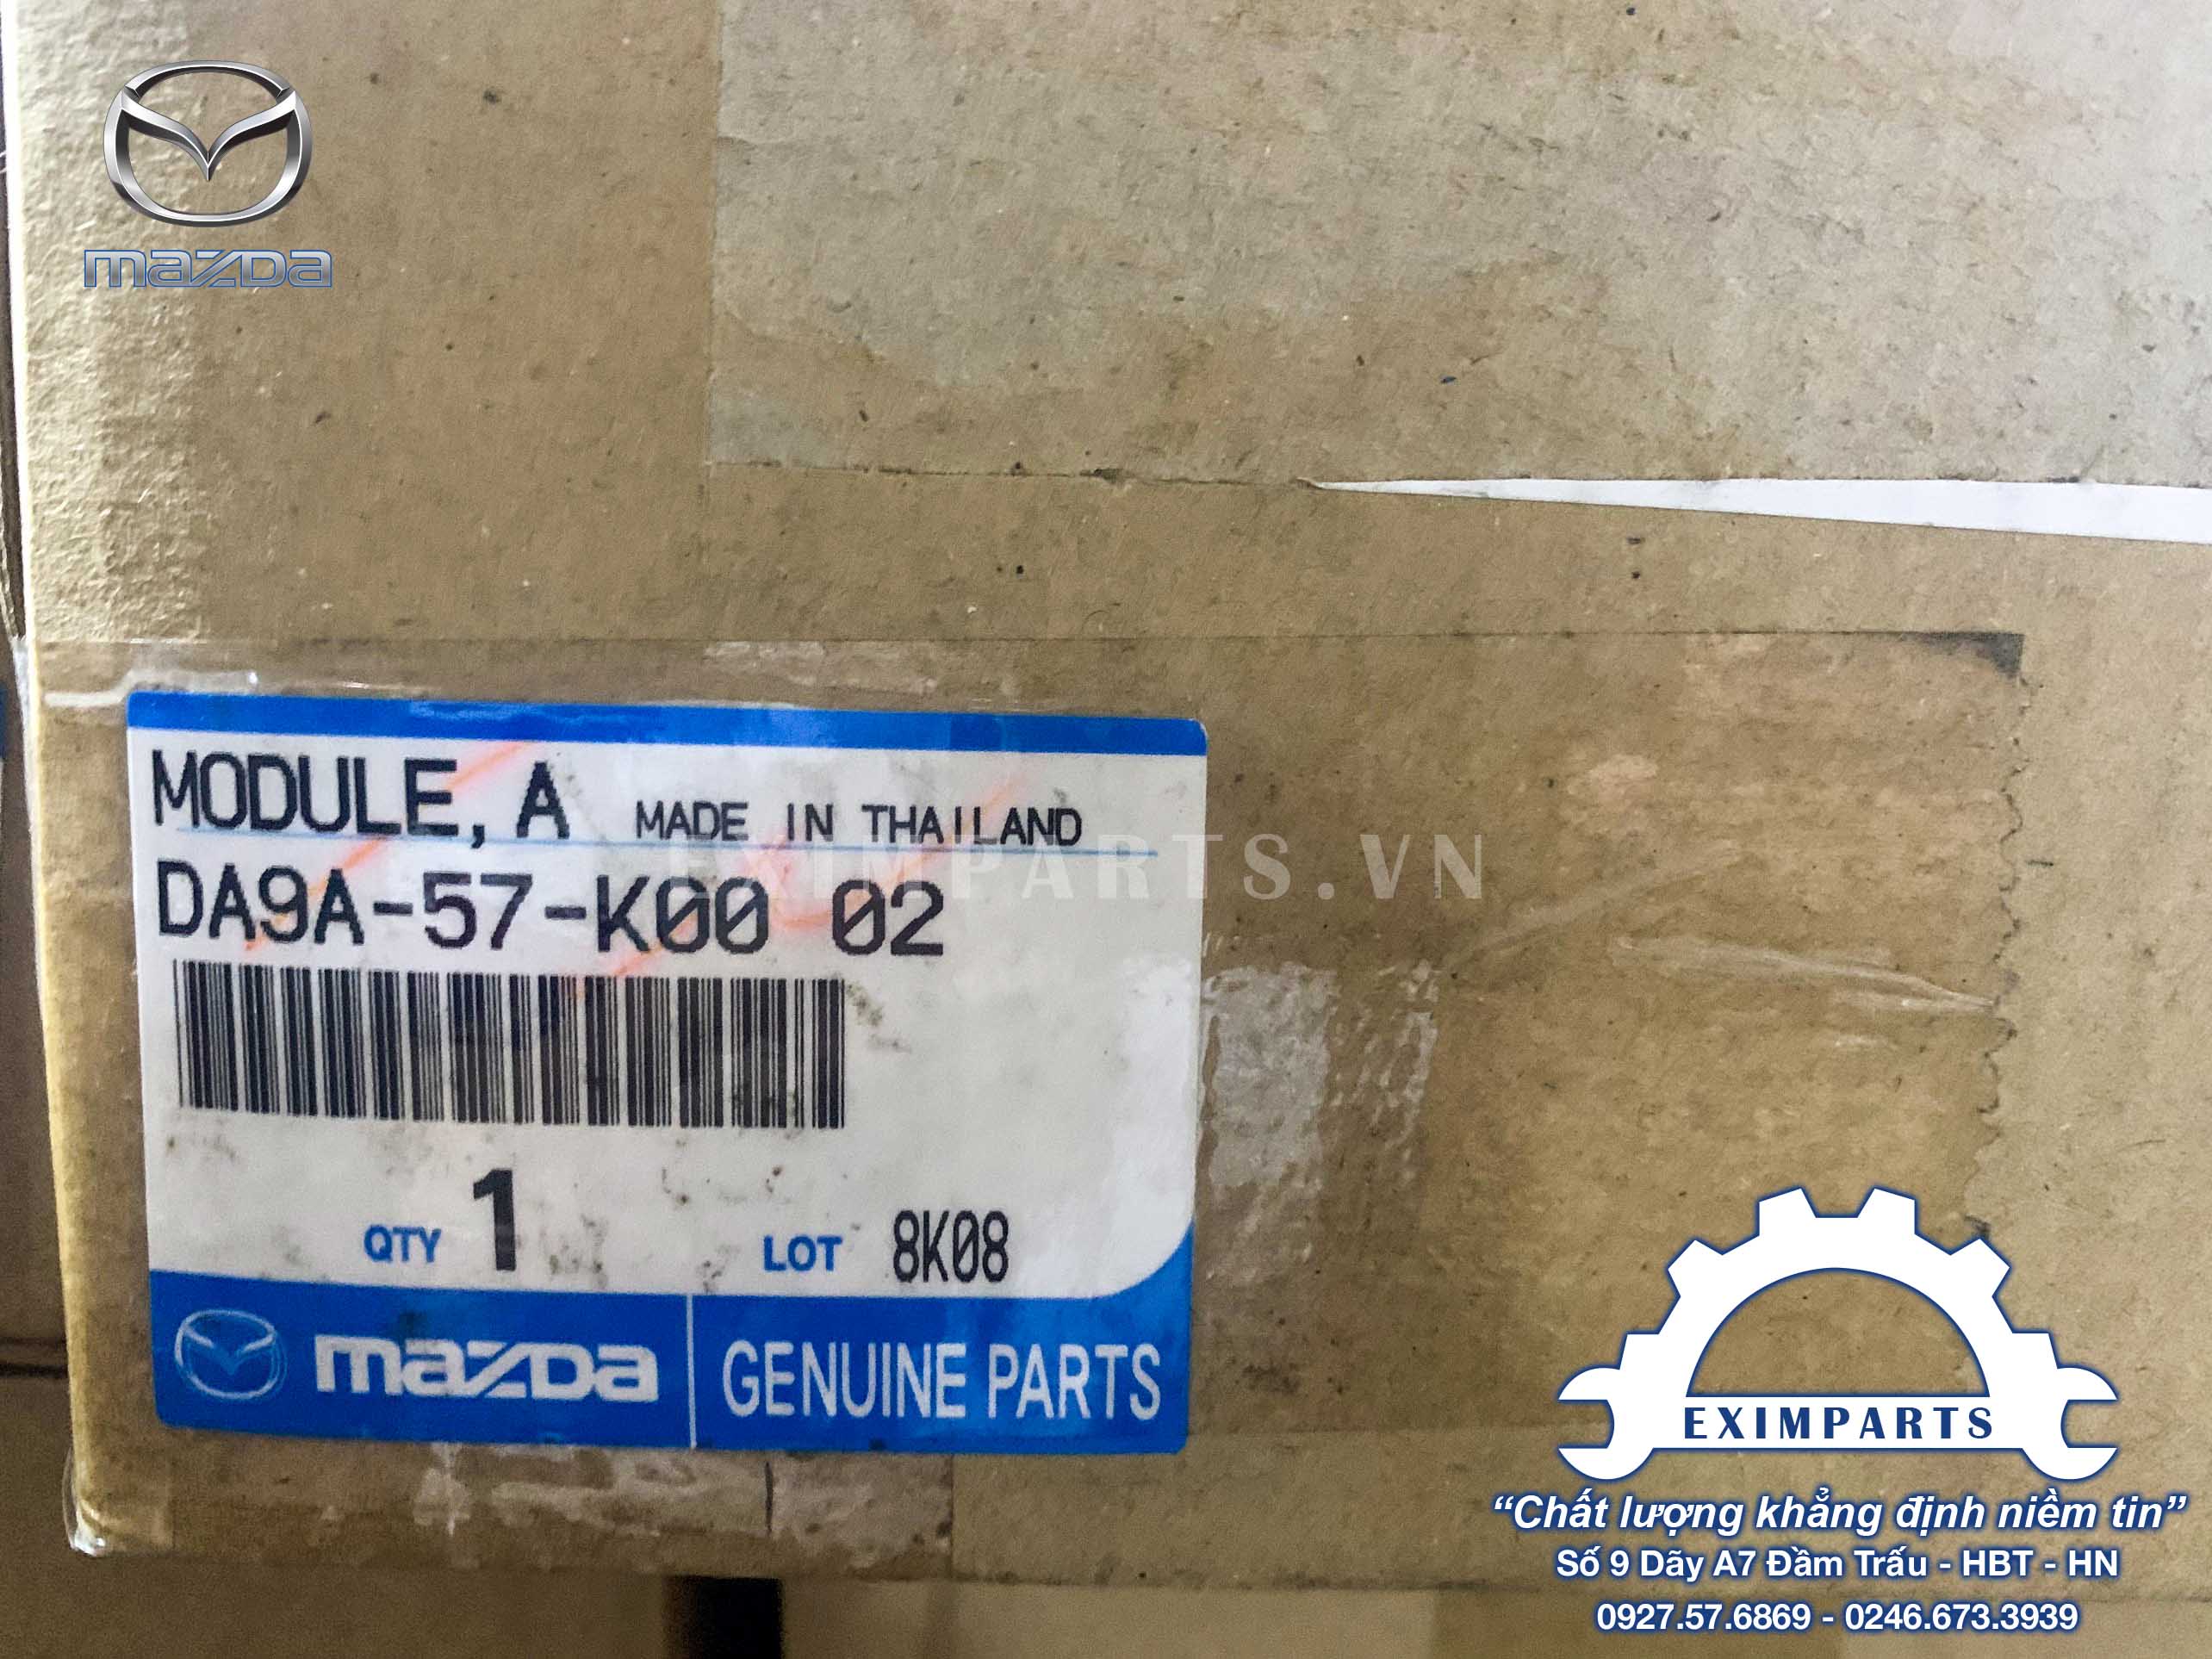 mazda
MODULE, A MADE IN THAILAND
EXIMPARTS.VN
DA9A-57-K00 02
QTY 1 LOT 8K08
mazda GENUINE PARTS
EXIMPARTS
“Chất lượng khẳng định niềm tin”
Số 9 Dãy A7 Đầm Trấu - HBT - HN
0927.57.6869 - 0246.673.3939